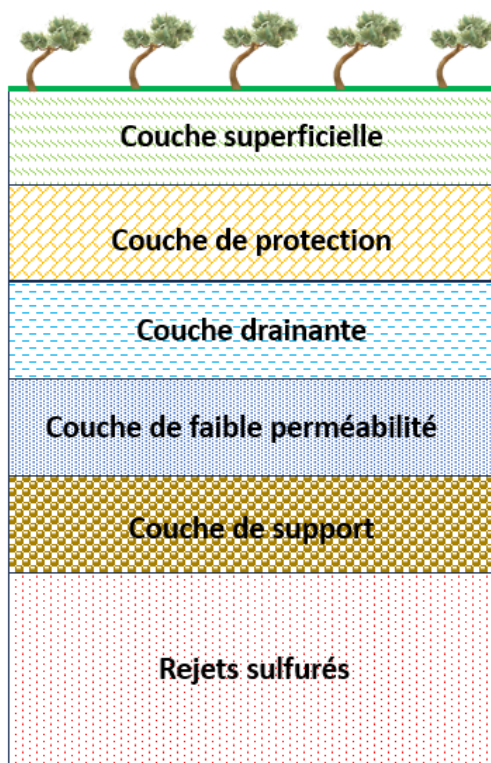 Couche superficielle
Couche de protection
Couche drainante
Couche de faible perméabilité
Couche de support
Rejets sulfurés